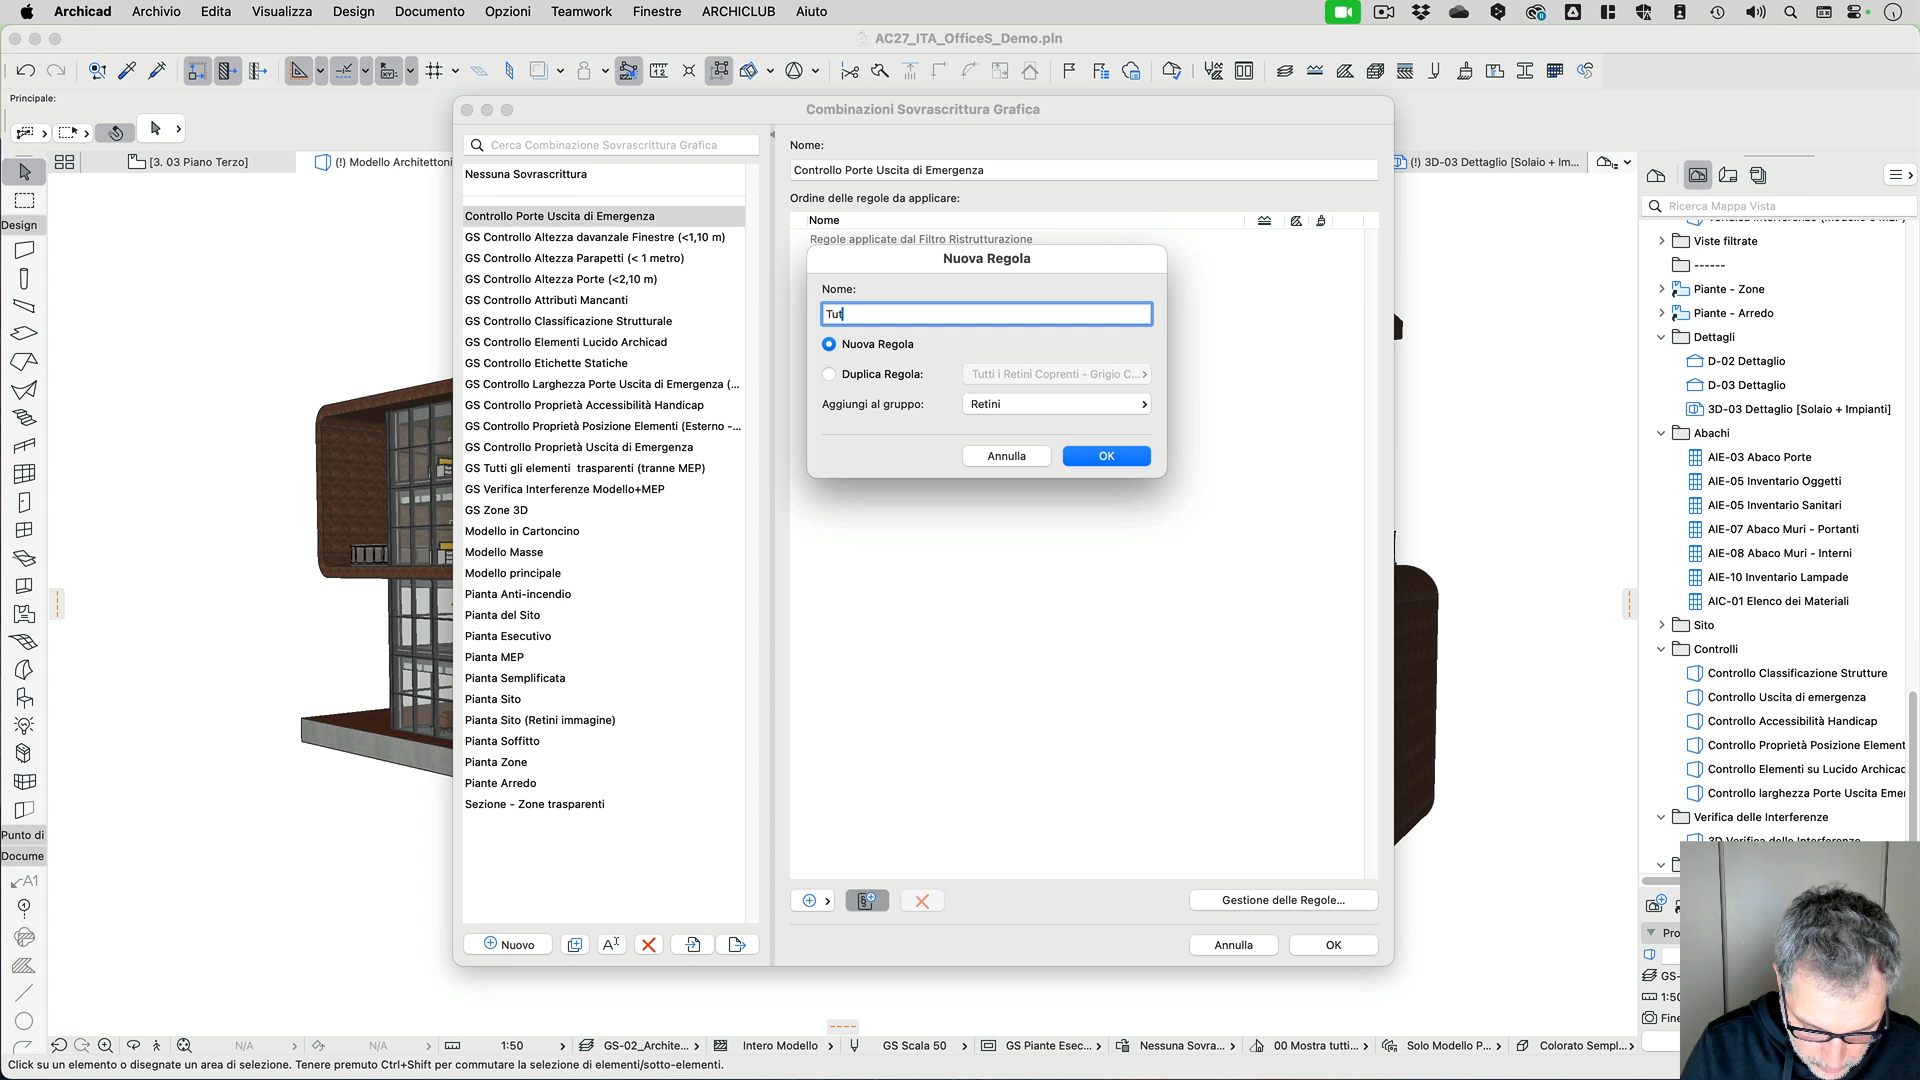 Archicad Archivio Edita Visualizza Design Documento Opzioni Teamwork Finestre ARCHICLUB Aiuto
AC27_ITA_OfficeS_Demo.pln
Principale:
[3. 03 Piano Terzo]
(!) Modello Architettoni
(!) 3D-03 Dettaglio [Solaio + Im...
Design
Punto di
Docume
A1
Combinazioni Sovrascrittura Grafica
Cerca Combinazione Sovrascrittura Grafica
Nessuna Sovrascrittura
Controllo Porte Uscita di Emergenza
GS Controllo Altezza davanzale Finestre (<1,10 m)
GS Controllo Altezza Parapetti (< 1 metro)
GS Controllo Altezza Porte (<2,10 m)
GS Controllo Attributi Mancanti
GS Controllo Classificazione Strutturale
GS Controllo Elementi Lucido Archicad
GS Controllo Etichette Statiche
GS Controllo Larghezza Porte Uscita di Emergenza (...
GS Controllo Proprietà Accessibilità Handicap
GS Controllo Proprietà Posizione Elementi (Esterno -...
GS Controllo Proprietà Uscita di Emergenza
GS Tutti gli elementi trasparenti (tranne MEP)
GS Verifica Interferenze Modello+MEP
GS Zone 3D
Modello in Cartoncino
Modello Masse
Modello principale
Pianta Anti-incendio
Pianta del Sito
Pianta Esecutivo
Pianta MEP
Pianta Semplificata
Pianta Sito
Pianta Sito (Retini immagine)
Pianta Soffitto
Pianta Zone
Piante Arredo
Sezione - Zone trasparenti
Nuovo
Nome:
Controllo Porte Uscita di Emergenza
Ordine delle regole da applicare:
Nome
Regole applicate dal Filtro Ristrutturazione
Nuova Regola
Nome:
Tut
Nuova Regola
Duplica Regola: Tutti i Retini Coprenti - Grigio C...
Aggiungi al gruppo: Retini
Annulla OK
Gestione delle Regole...
Annulla OK
Ricerca Mappa Vista
Viste filtrate
------
Piante - Zone
Piante - Arredo
Dettagli
D-02 Dettaglio
D-03 Dettaglio
3D-03 Dettaglio [Solaio + Impianti]
Abachi
AIE-03 Abaco Porte
AIE-05 Inventario Oggetti
AIE-05 Inventario Sanitari
AIE-07 Abaco Muri - Portanti
AIE-08 Abaco Muri - Interni
AIE-10 Inventario Lampade
AIC-01 Elenco dei Materiali
Sito
Controlli
Controllo Classificazione Strutture
Controllo Uscita di emergenza
Controllo Accessibilità Handicap
Controllo Proprietà Posizione Element
Controllo Elementi su Lucido Archicad
Controllo larghezza Porte Uscita Eme
Verifica delle Interferenze
3D Verifica delle Interferenze
Pro
GS-
1:50
Fine
N/A N/A 1:50 GS-02_Archite... Intero Modello GS Scala 50 GS Piante Esec... Nessuna Sovra... 00 Mostra tutti... Solo Modello P... Colorato Sempl...
Click su un elemento o disegnate un area di selezione. Tenere premuto Ctrl+Shift per commutare la selezione di elementi/sotto-elementi.